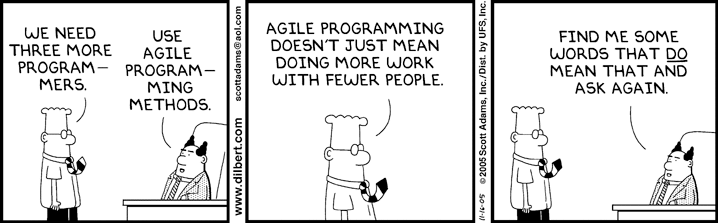 WE NEED
THREE MORE
PROGRAM-
MERS.
USE
AGILE
PROGRAM-
MING
METHODS.
www.dilbert.com scottadams@aol.com
AGILE PROGRAMMING
DOESN'T JUST MEAN
DOING MORE WORK
WITH FEWER PEOPLE.
11-16-05 ©2005 Scott Adams, Inc./Dist. by UFS, Inc.
FIND ME SOME
WORDS THAT DO
MEAN THAT AND
ASK AGAIN.